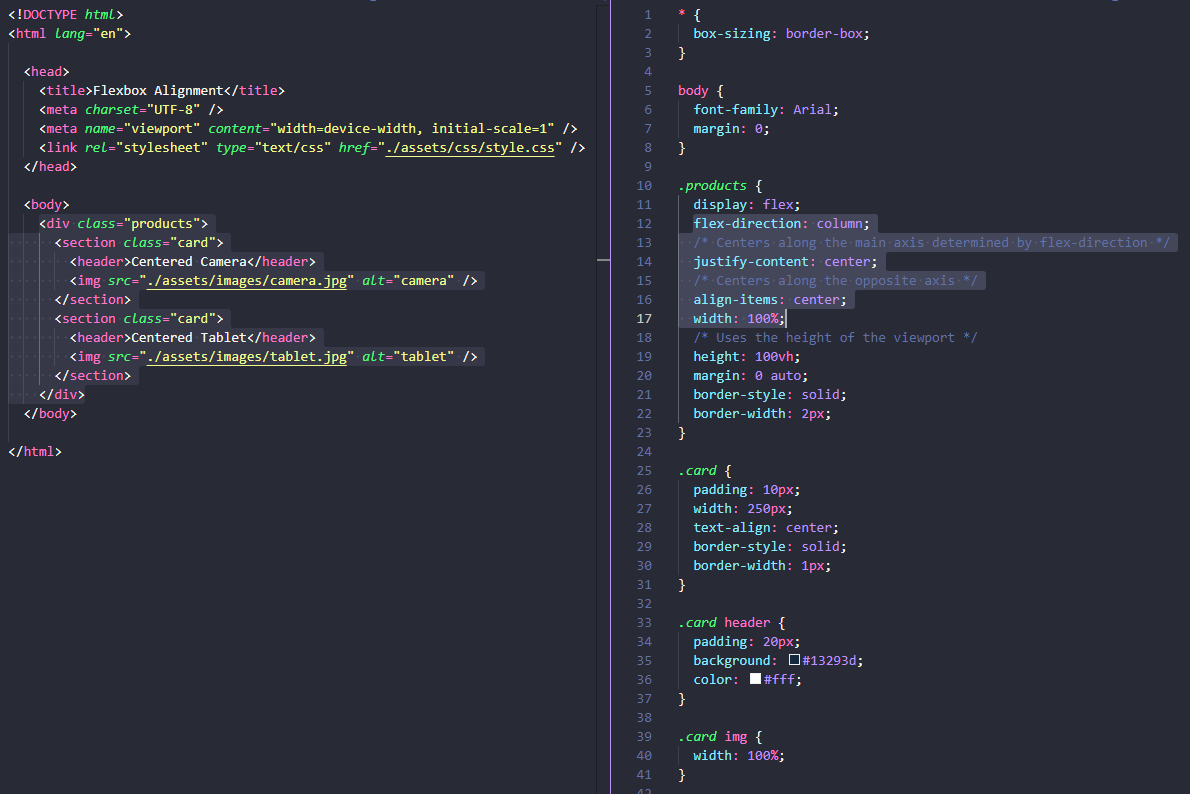 <!DOCTYPE html>
<html lang="en">
<head>
<title>Flexbox Alignment</title>
<meta charset="UTF-8" />
<meta name="viewport" content="width=device-width, initial-scale=1" />
<link rel="stylesheet" type="text/css" href="./assets/css/style.css" />
</head>
<body>
<div class="products">
<section class="card">
<header>Centered Camera</header>
<img src="./assets/images/camera.jpg" alt="camera" />
</section>
<section class="card">
<header>Centered Tablet</header>
<img src="./assets/images/tablet.jpg" alt="tablet" />
</section>
</div>
</body>
</html>
1 * {
2 box-sizing: border-box;
3 }
4
5 body {
6 font-family: Arial;
7 margin: 0;
8 }
9
10 .products {
11 display: flex;
12 flex-direction: column;
13 /* Centers along the main axis determined by flex-direction */
14 justify-content: center;
15 /* Centers along the opposite axis */
16 align-items: center;
17 width: 100%;
18 /* Uses the height of the viewport */
19 height: 100vh;
20 margin: 0 auto;
21 border-style: solid;
22 border-width: 2px;
23 }
24
25 .card {
26 padding: 10px;
27 width: 250px;
28 text-align: center;
29 border-style: solid;
30 border-width: 1px;
31 }
32
33 .card header {
34 padding: 20px;
35 background: #13293d;
36 color: #fff;
37 }
38
39 .card img {
40 width: 100%;
41 }
42